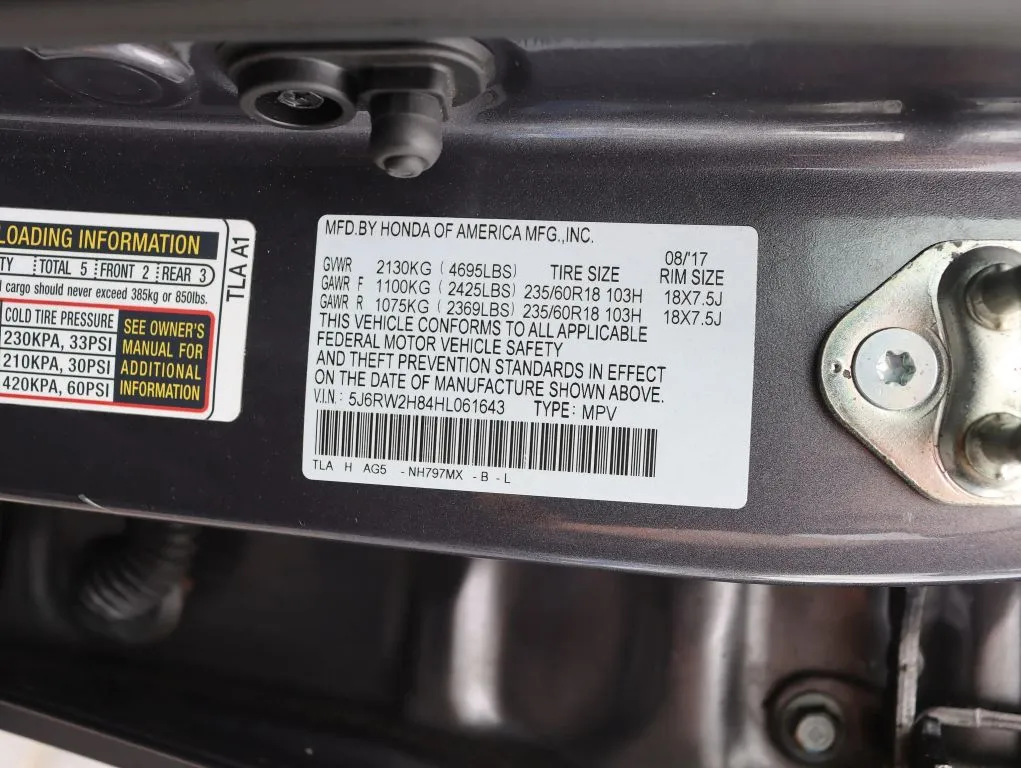 LOADING INFORMATION
TOTAL 5 FRONT 2 REAR 3
cargo should never exceed 385kg or 850lbs.
COLD TIRE PRESSURE
230KPA, 33PSI
210KPA, 30PSI
420KPA, 60PSI
SEE OWNER'S
MANUAL FOR
ADDITIONAL
INFORMATION
TLA A1
MFD.BY HONDA OF AMERICA MFG.,INC.
08/'17
GVWR 2130KG (4695LBS) TIRE SIZE RIM SIZE
GAWR F 1100KG (2425LBS) 235/60R18 103H 18X7.5J
GAWR R 1075KG (2369LBS) 235/60R18 103H 18X7.5J
THIS VEHICLE CONFORMS TO ALL APPLICABLE
FEDERAL MOTOR VEHICLE SAFETY
AND THEFT PREVENTION STANDARDS IN EFFECT
ON THE DATE OF MANUFACTURE SHOWN ABOVE.
V.I.N.: 5J6RW2H84HL061643 TYPE: MPV
TLA H AG5 -NH797MX -B -L